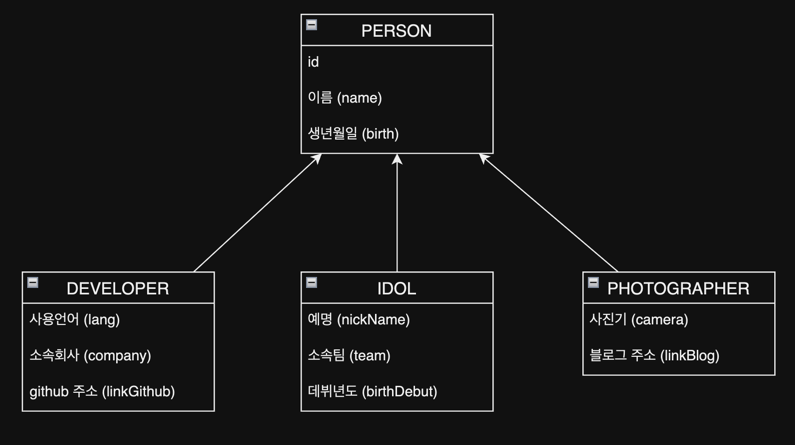 PERSON
id
이름 (name)
생년월일 (birth)
DEVELOPER
사용언어 (lang)
소속회사 (company)
github 주소 (linkGithub)
IDOL
예명 (nickName)
소속팀 (team)
데뷔년도 (birthDebut)
PHOTOGRAPHER
사진기 (camera)
블로그 주소 (linkBlog)